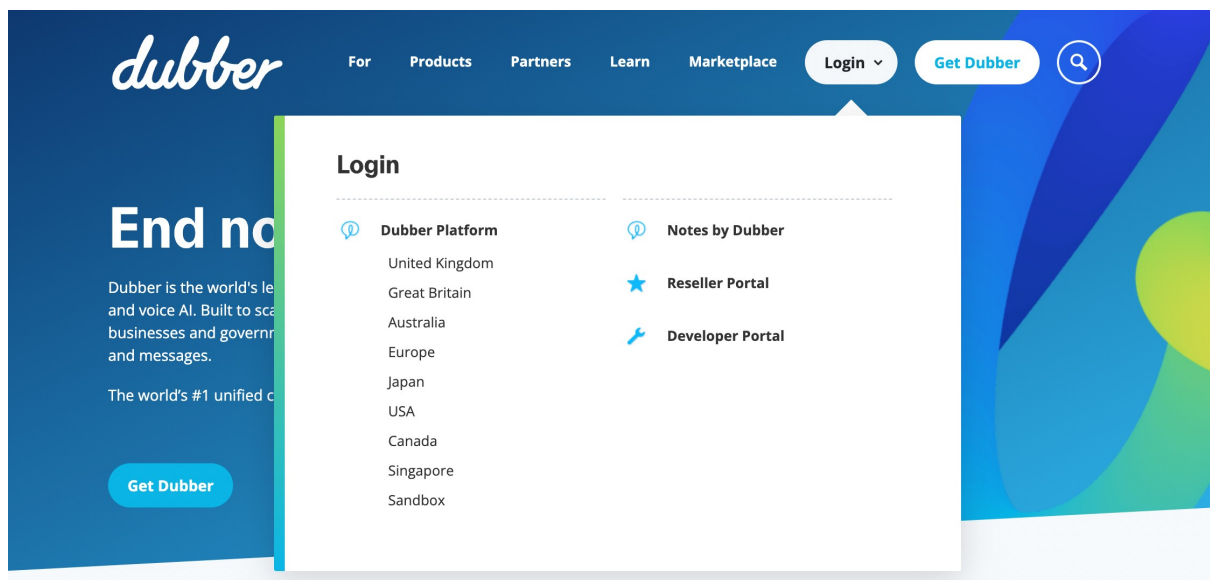 dubber
For Products Partners Learn Marketplace Login Get Dubber
Login
Dubber Platform
United Kingdom
Great Britain
Australia
Europe
Japan
USA
Canada
Singapore
Sandbox
Notes by Dubber
Reseller Portal
Developer Portal
End no
Dubber is the world's le
and voice AI. Built to sca
businesses and governm
and messages.
The world's #1 unified c
Get Dubber